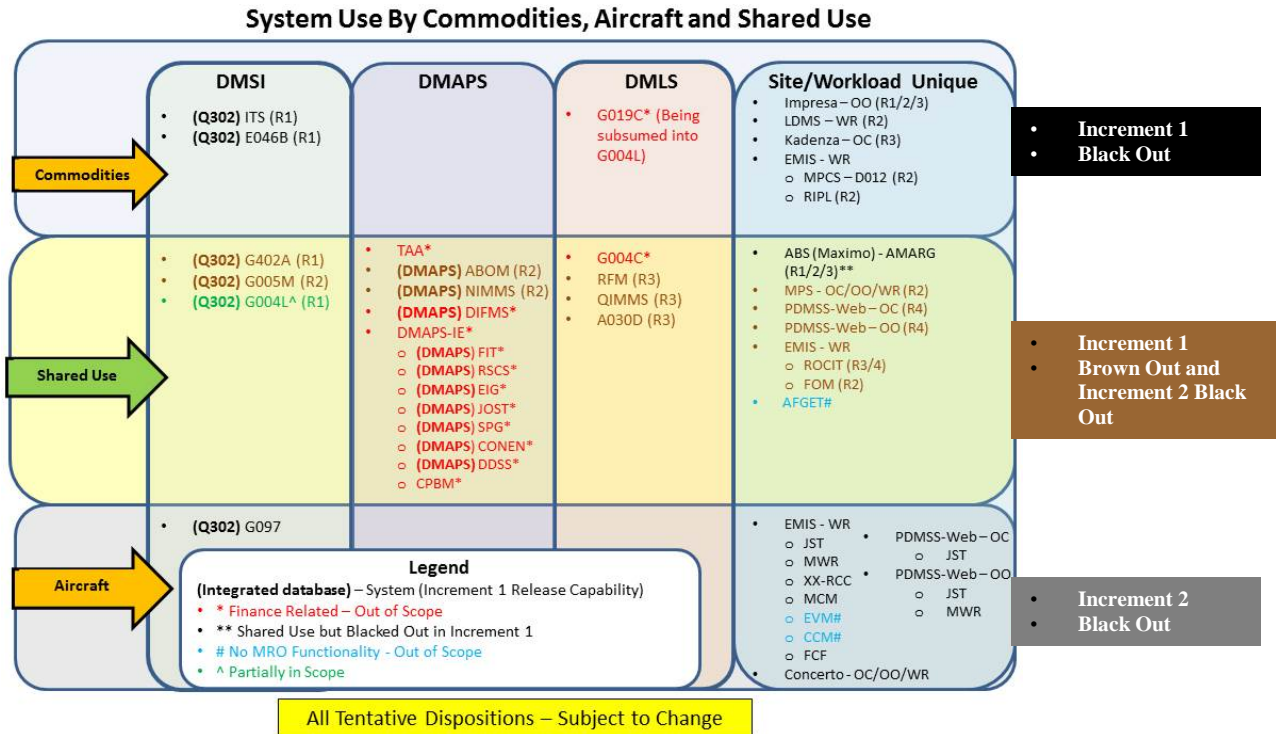 System Use By Commodities, Aircraft and Shared Use
DMSI
DMAPS
DMLS
Site/Workload Unique
Commodities
• (Q302) ITS (R1)
• (Q302) E046B (R1)
• G019C* (Being
subsumed into
G004L)
• Impresa – OO (R1/2/3)
• LDMS – WR (R2)
• Kadenza – OC (R3)
• EMIS - WR
o MPCS – D012 (R2)
o RIPL (R2)
• Increment 1
• Black Out
Shared Use
• (Q302) G402A (R1)
• (Q302) G005M (R2)
• (Q302) G004L^ (R1)
• TAA*
• (DMAPS) ABOM (R2)
• (DMAPS) NIMMS (R2)
• (DMAPS) DIFMS*
• DMAPS-IE*
o (DMAPS) FIT*
o (DMAPS) RSCS*
o (DMAPS) EIG*
o (DMAPS) JOST*
o (DMAPS) SPG*
o (DMAPS) CONEN*
o (DMAPS) DDSS*
o CPBM*
• G004C*
• RFM (R3)
• QIMMS (R3)
• A030D (R3)
• ABS (Maximo) - AMARG
(R1/2/3)**
• MPS - OC/OO/WR (R2)
• PDMSS-Web – OC (R4)
• PDMSS-Web – OO (R4)
• EMIS - WR
o ROCIT (R3/4)
o FOM (R2)
• AFGET#
• Increment 1
• Brown Out and
Increment 2 Black
Out
Aircraft
• (Q302) G097
• EMIS - WR
o JST
o MWR
o XX-RCC
o MCM
o EVM#
o CCM#
o FCF
• Concerto - OC/OO/WR
• PDMSS-Web – OC
o JST
• PDMSS-Web – OO
o JST
o MWR
• Increment 2
• Black Out
Legend
(Integrated database) – System (Increment 1 Release Capability)
• * Finance Related – Out of Scope
• ** Shared Use but Blacked Out in Increment 1
• # No MRO Functionality - Out of Scope
• ^ Partially in Scope
All Tentative Dispositions – Subject to Change